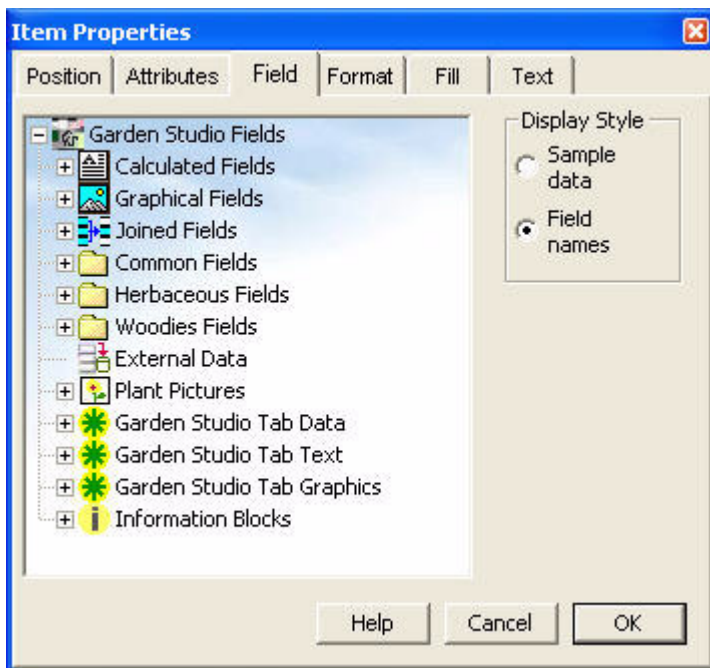 Item Properties
Position
Attributes
Field
Format
Fill
Text
Garden Studio Fields
Calculated Fields
Graphical Fields
Joined Fields
Common Fields
Herbaceous Fields
Woodies Fields
External Data
Plant Pictures
Garden Studio Tab Data
Garden Studio Tab Text
Garden Studio Tab Graphics
Information Blocks
Display Style
Sample
data
Field
names
Help
Cancel
OK